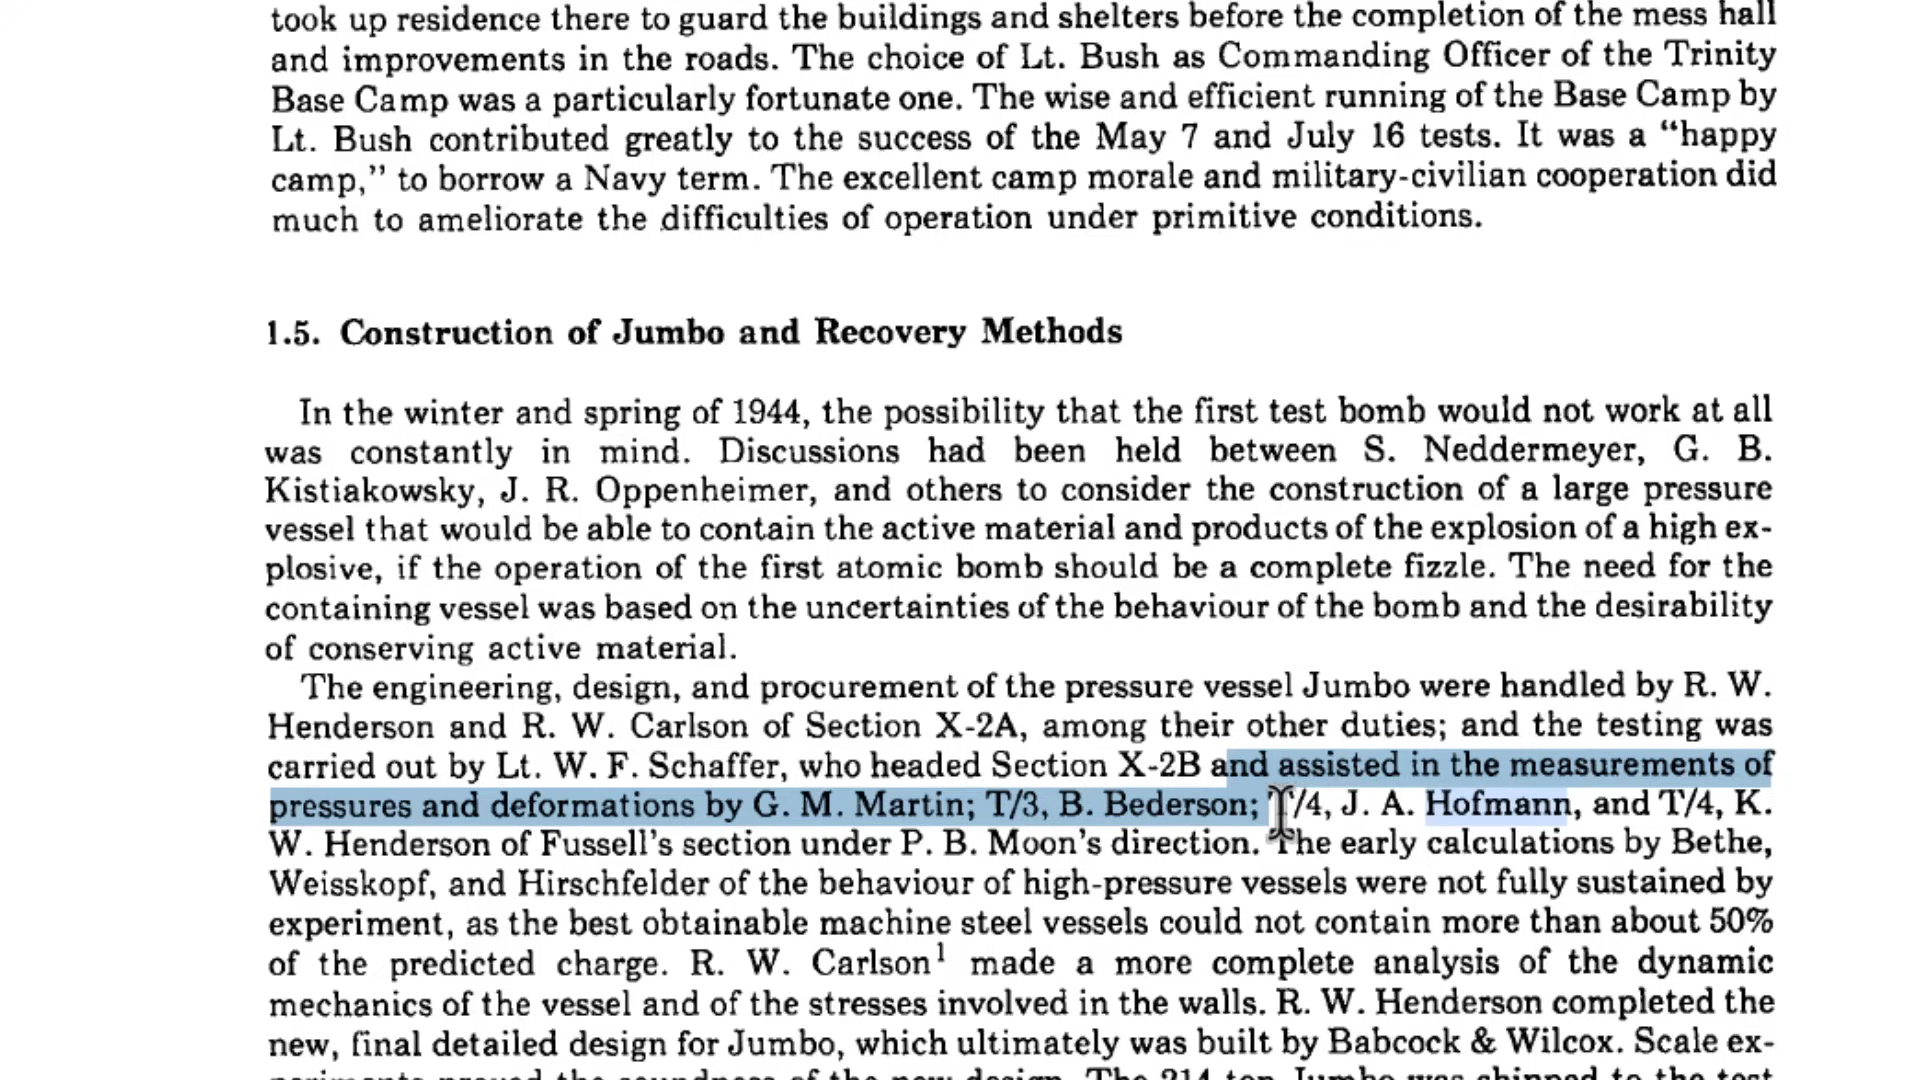 took up residence there to guard the buildings and shelters before the completion of the mess hall
and improvements in the roads. The choice of Lt. Bush as Commanding Officer of the Trinity
Base Camp was a particularly fortunate one. The wise and efficient running of the Base Camp by
Lt. Bush contributed greatly to the success of the May 7 and July 16 tests. It was a “happy
camp,” to borrow a Navy term. The excellent camp morale and military-civilian cooperation did
much to ameliorate the difficulties of operation under primitive conditions.
1.5. Construction of Jumbo and Recovery Methods
In the winter and spring of 1944, the possibility that the first test bomb would not work at all
was constantly in mind. Discussions had been held between S. Neddermeyer, G. B.
Kistiakowsky, J. R. Oppenheimer, and others to consider the construction of a large pressure
vessel that would be able to contain the active material and products of the explosion of a high ex-
plosive, if the operation of the first atomic bomb should be a complete fizzle. The need for the
containing vessel was based on the uncertainties of the behaviour of the bomb and the desirability
of conserving active material.
The engineering, design, and procurement of the pressure vessel Jumbo were handled by R. W.
Henderson and R. W. Carlson of Section X-2A, among their other duties; and the testing was
carried out by Lt. W. F. Schaffer, who headed Section X-2B and assisted in the measurements of
pressures and deformations by G. M. Martin; T/3, B. Bederson; T/4, J. A. Hofmann, and T/4, K.
W. Henderson of Fussell’s section under P. B. Moon’s direction. The early calculations by Bethe,
Weisskopf, and Hirschfelder of the behaviour of high-pressure vessels were not fully sustained by
experiment, as the best obtainable machine steel vessels could not contain more than about 50%
of the predicted charge. R. W. Carlson¹ made a more complete analysis of the dynamic
mechanics of the vessel and of the stresses involved in the walls. R. W. Henderson completed the
new, final detailed design for Jumbo, which ultimately was built by Babcock & Wilcox. Scale ex-
periments proved the soundness of the new design. The 214-ton Jumbo was shipped to the test